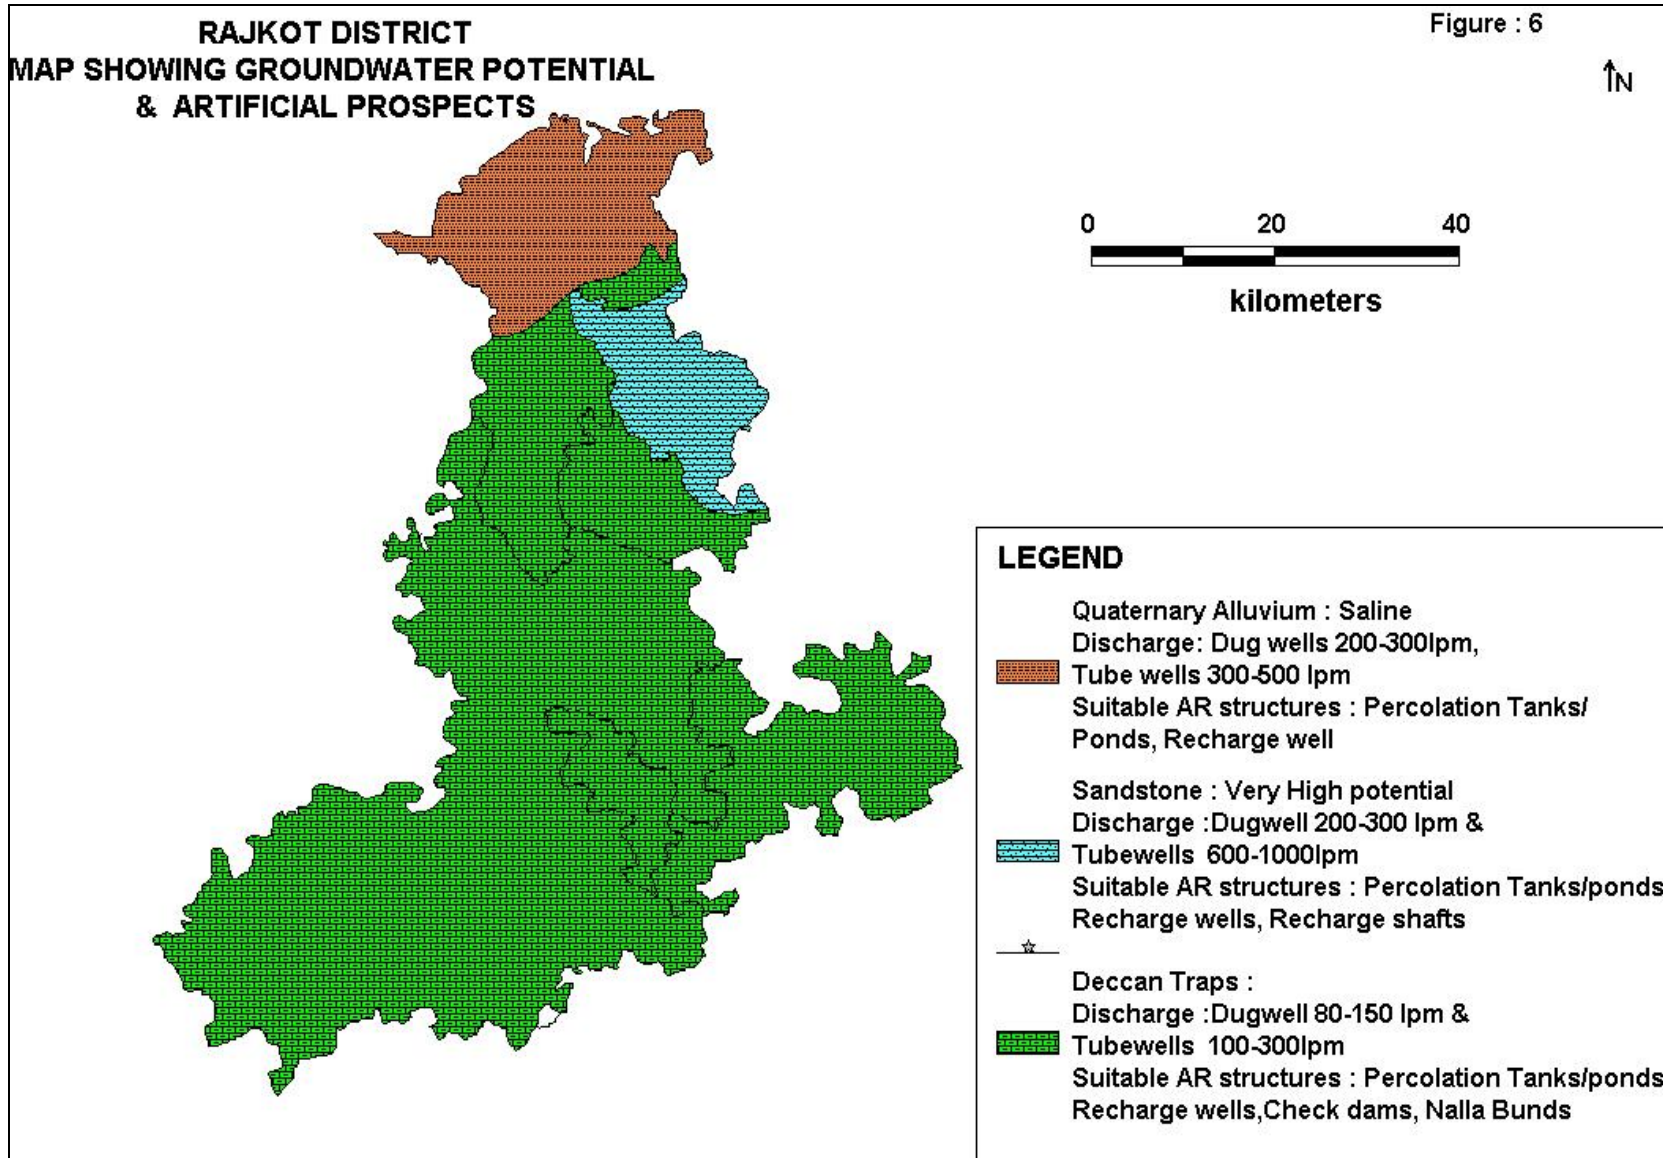 RAJKOT DISTRICT
MAP SHOWING GROUNDWATER POTENTIAL
& ARTIFICIAL PROSPECTS
Figure : 6
N
0 20 40
kilometers
LEGEND
Quaternary Alluvium : Saline
Discharge: Dug wells 200-300lpm,
Tube wells 300-500 lpm
Suitable AR structures : Percolation Tanks/
Ponds, Recharge well
Sandstone : Very High potential
Discharge :Dugwell 200-300 lpm &
Tubewells 600-1000lpm
Suitable AR structures : Percolation Tanks/ponds
Recharge wells, Recharge shafts
Deccan Traps :
Discharge :Dugwell 80-150 lpm &
Tubewells 100-300lpm
Suitable AR structures : Percolation Tanks/ponds
Recharge wells,Check dams, Nalla Bunds